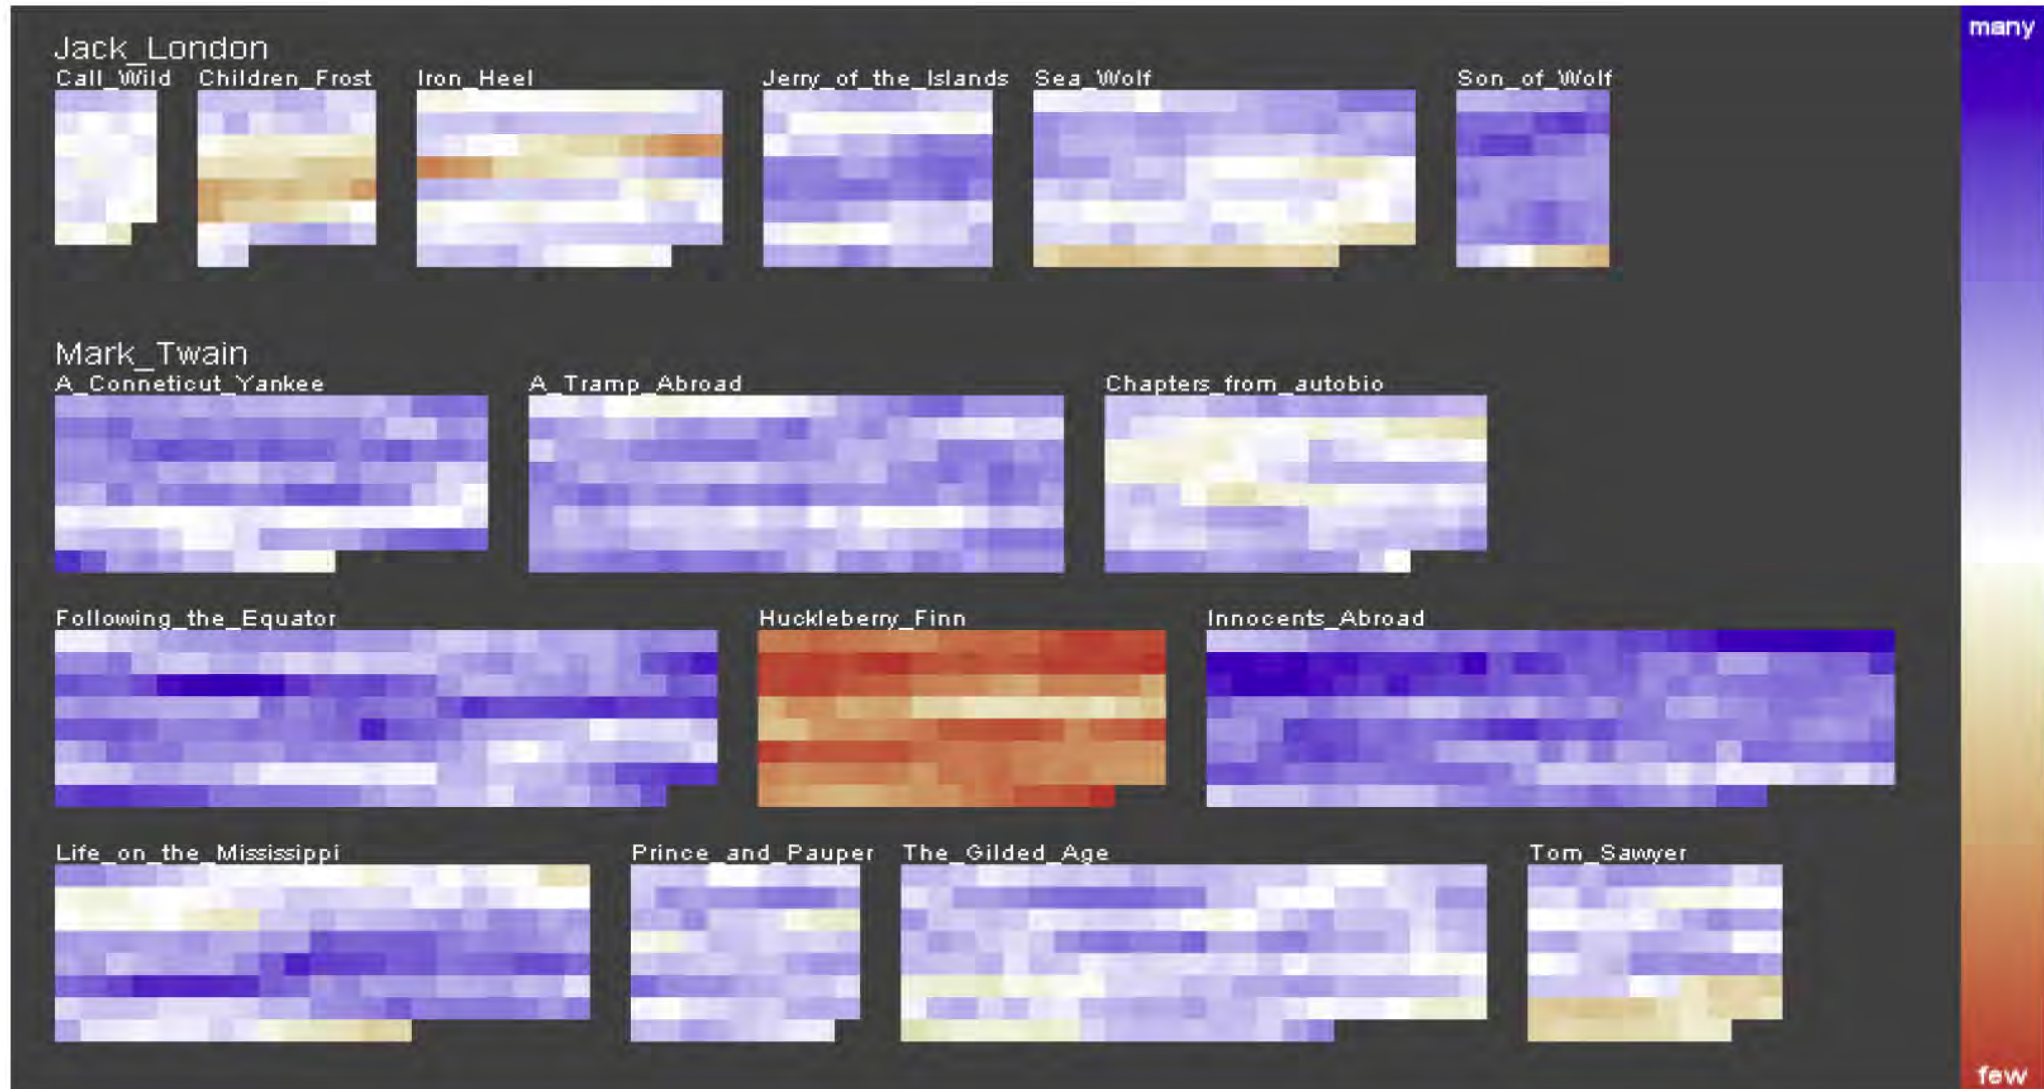 many
Jack_London
Call_Wild Children_Frost Iron_Heel Jerry_of_the_Islands Sea_Wolf Son_of_Wolf
Mark_Twain
A_Conneticut_Yankee A_Tramp_Abroad Chapters_from_autobio
Following_the_Equator Huckleberry_Finn Innocents_Abroad
Life_on_the_Mississippi Prince_and_Pauper The_Gilded_Age Tom_Sawyer
few